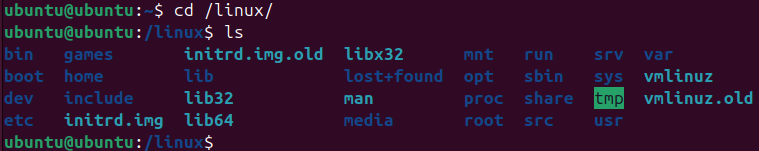 ubuntu@ubuntu:~$ cd /linux/
ubuntu@ubuntu:/linux$ ls
bin games initrd.img.old libx32 mnt run srv var
boot home lib lost+found opt sbin sys vmlinuz
dev include lib32 man proc share tmp vmlinuz.old
etc initrd.img lib64 media root src usr
ubuntu@ubuntu:/linux$